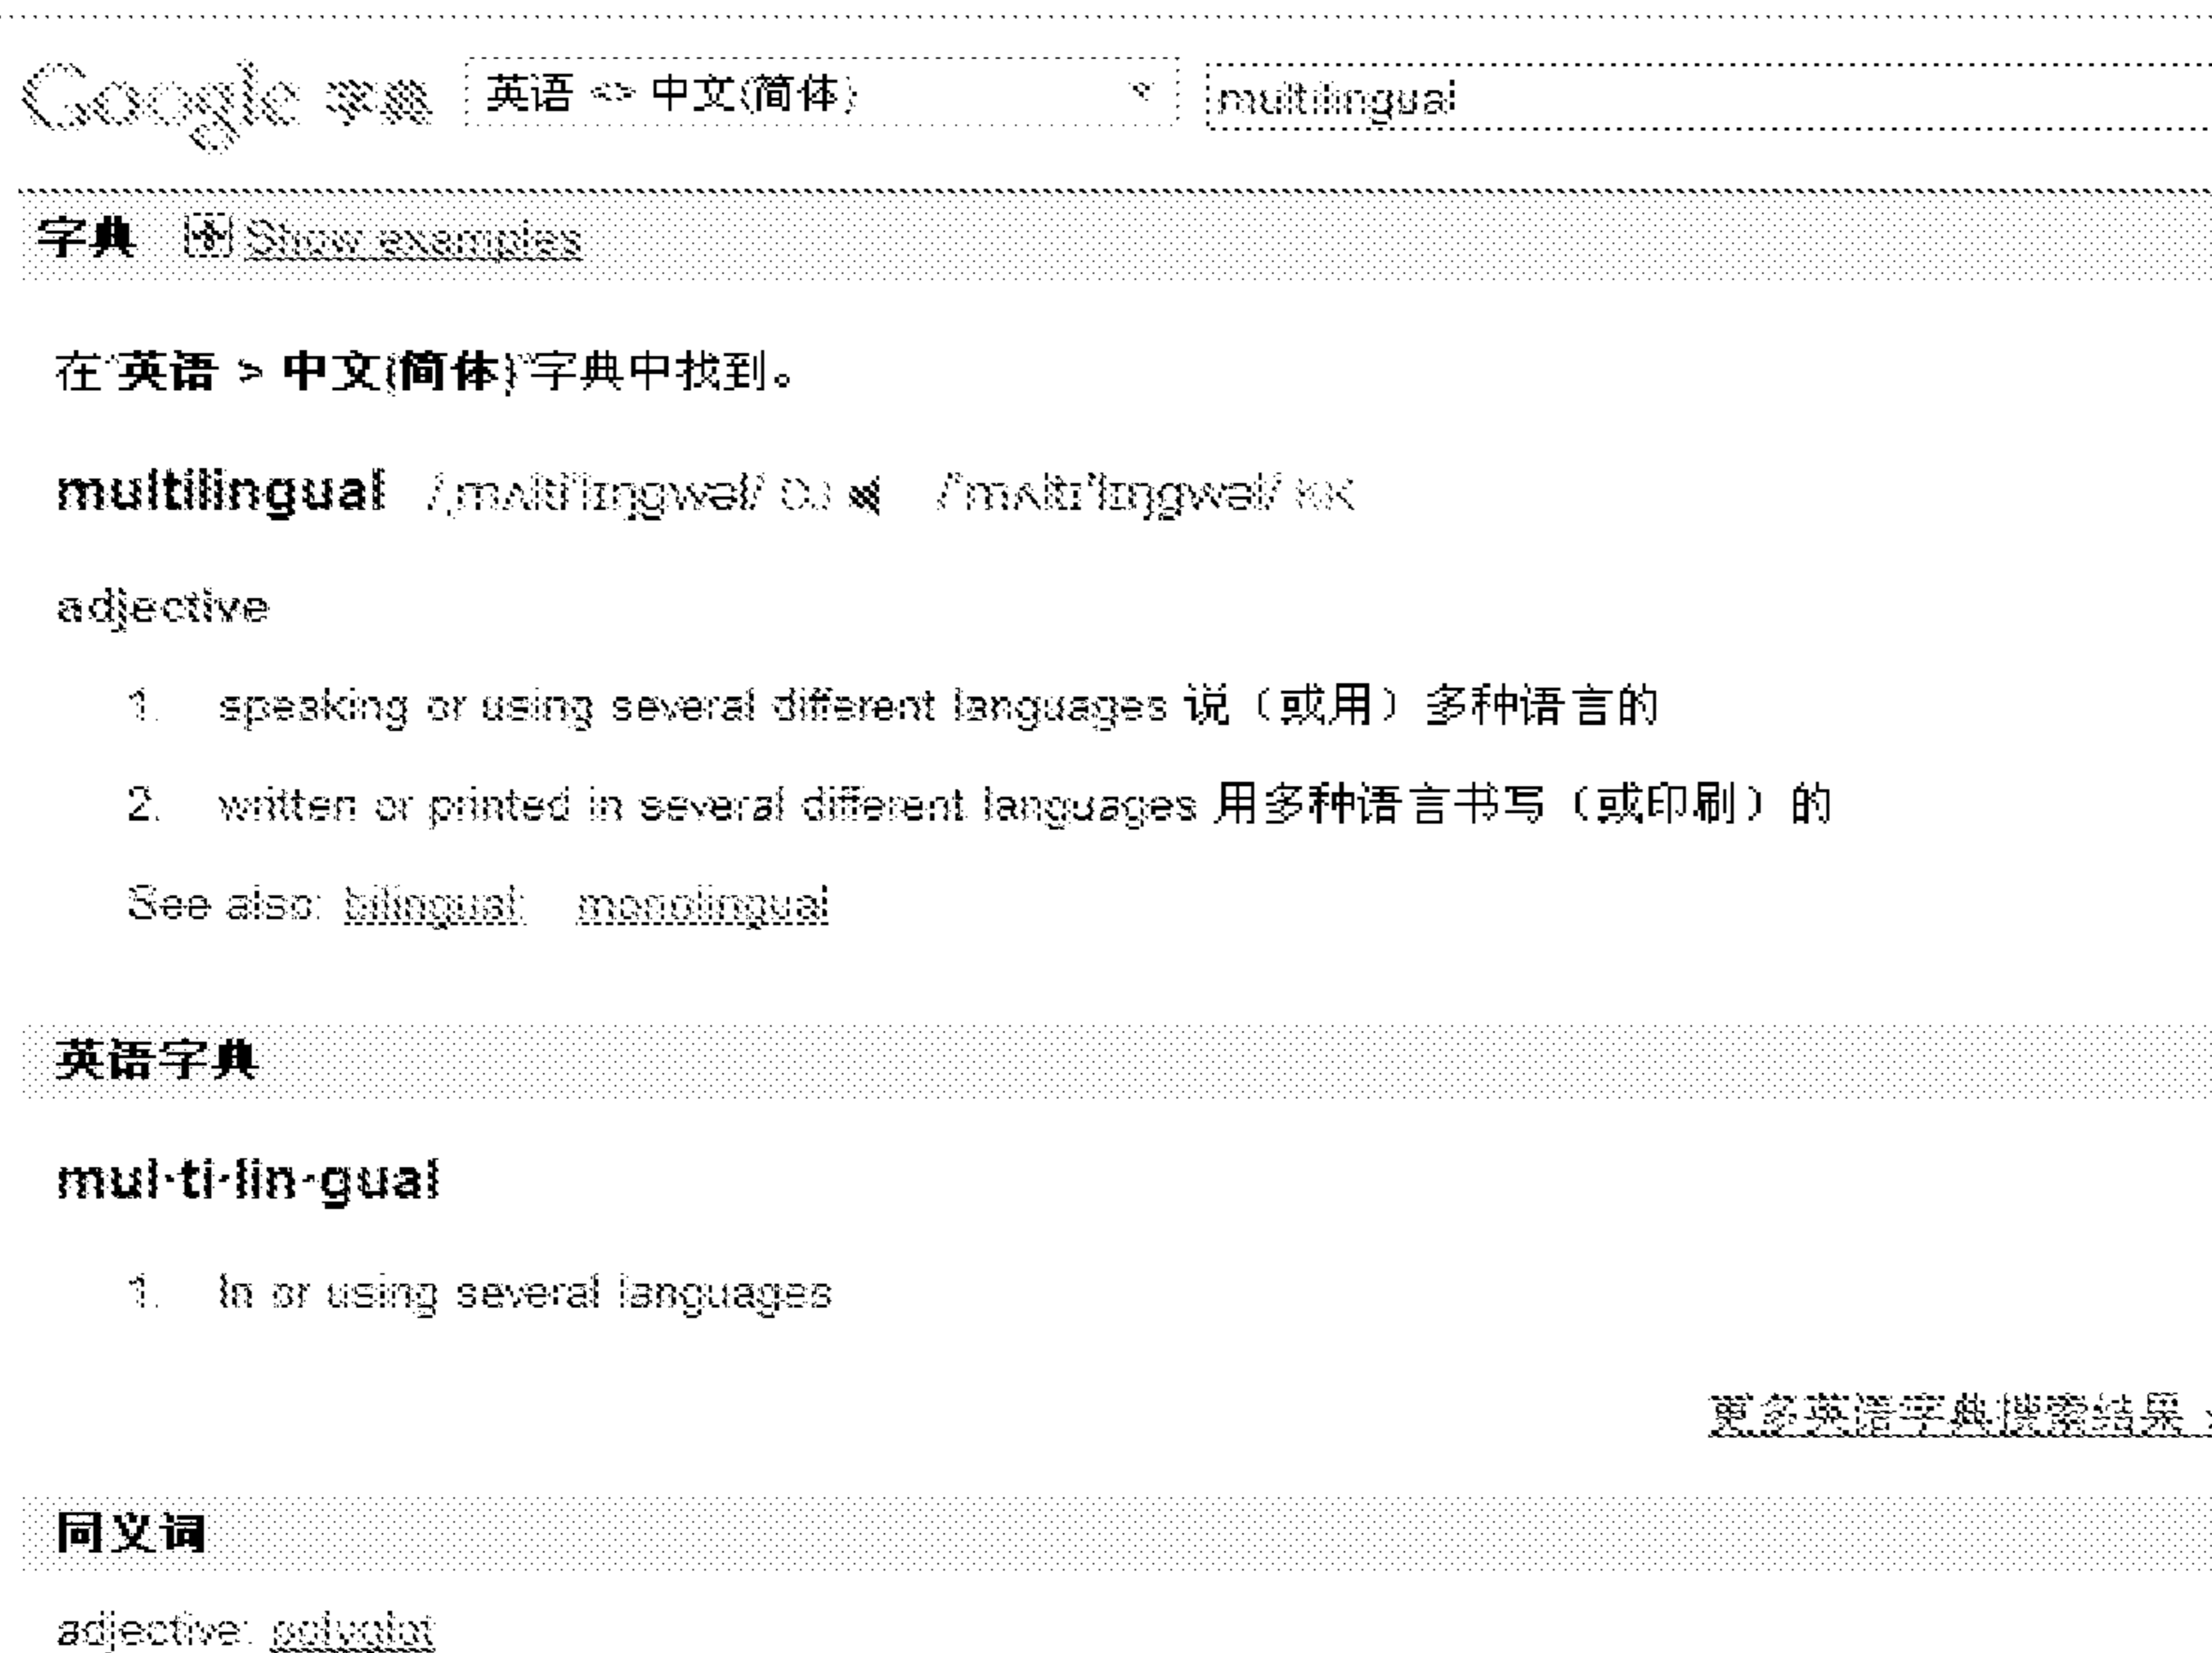 Google 字典 英语 <> 中文(简体) multilingual
字典 Show examples
在“英语 > 中文(简体)”字典中找到。
multilingual /ˌmʌltiˈlɪŋgwəl/ DJ /ˈmʌltɪˈlɪŋgwəl/ KK
adjective
1. speaking or using several different languages 说（或用）多种语言的
2. written or printed in several different languages 用多种语言书写（或印刷）的
See also: bilingual; monolingual
英语字典
mul·ti·lin·gual
1. In or using several languages
更多英语字典搜索结果 »
同义词
adjective: polyglot